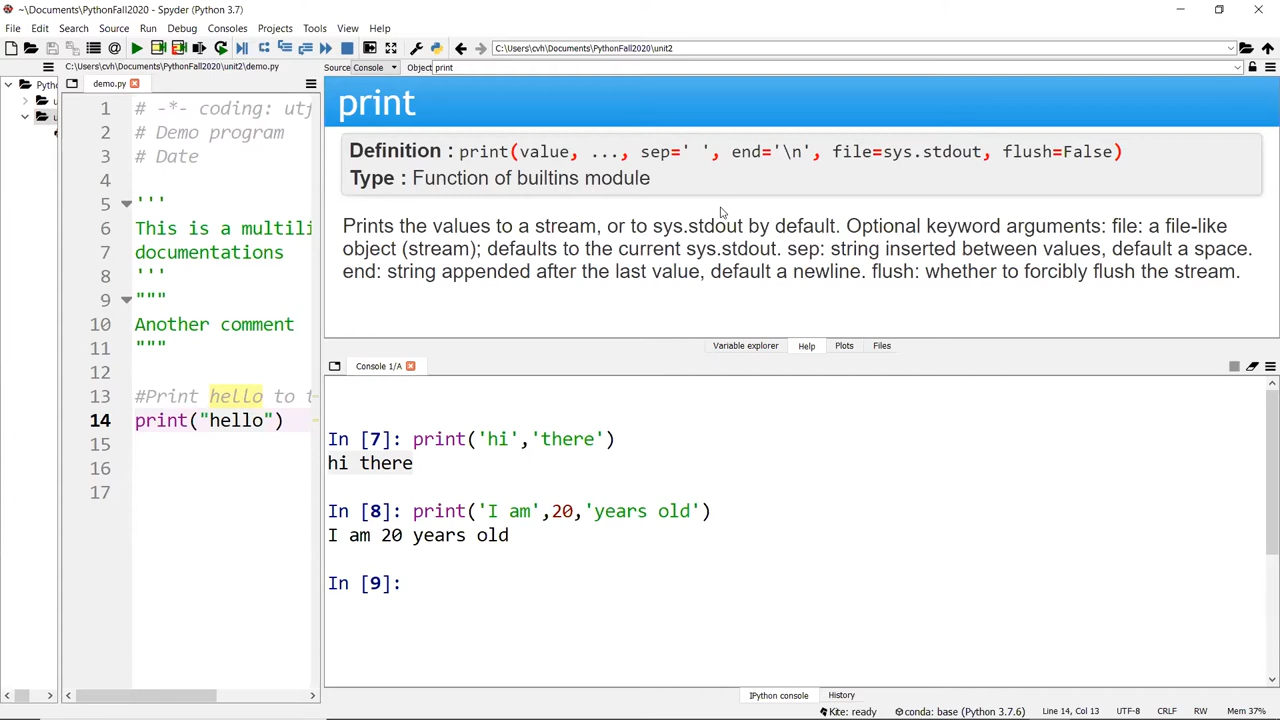 ~\Documents\PythonFall2020 - Spyder (Python 3.7)
File Edit Search Source Run Debug Consoles Projects Tools View Help
C:\Users\cvh\Documents\PythonFall2020\unit2
C:\Users\cvh\Documents\PythonFall2020\unit2\demo.py
Source Console Object print
Pytho
demo.py
1 # -*- coding: utf
2 # Demo program
3 # Date
4
5 '''
6 This is a multili
7 documentations
8 '''
9 """
10 Another comment
11 """
12
13 #Print hello to t
14 print("hello")
15
16
17
print
Definition : print(value, ..., sep=' ', end='\n', file=sys.stdout, flush=False)
Type : Function of builtins module
Prints the values to a stream, or to sys.stdout by default. Optional keyword arguments: file: a file-like
object (stream); defaults to the current sys.stdout. sep: string inserted between values, default a space.
end: string appended after the last value, default a newline. flush: whether to forcibly flush the stream.
Variable explorer Help Plots Files
Console 1/A
In [7]: print('hi','there')
hi there
In [8]: print('I am',20,'years old')
I am 20 years old
In [9]:
IPython console History
Kite: ready conda: base (Python 3.7.6) Line 14, Col 13 UTF-8 CRLF RW Mem 37%